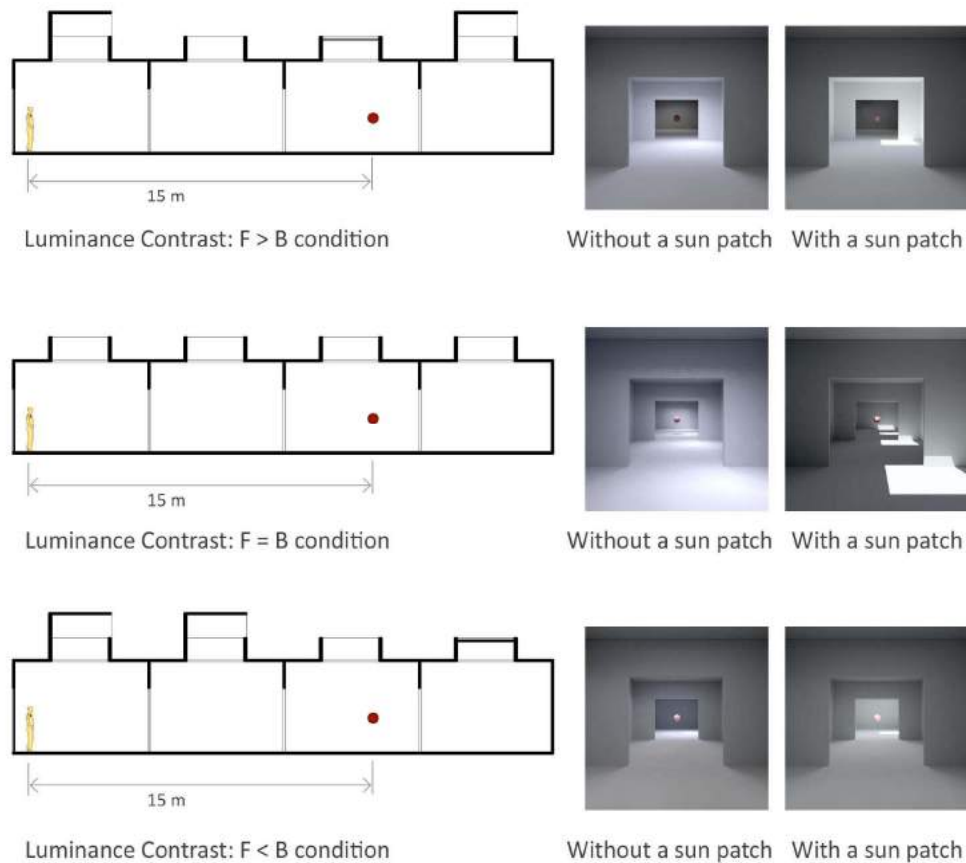 15 m
Luminance Contrast: F > B condition
Without a sun patch
With a sun patch
15 m
Luminance Contrast: F = B condition
Without a sun patch
With a sun patch
15 m
Luminance Contrast: F < B condition
Without a sun patch
With a sun patch